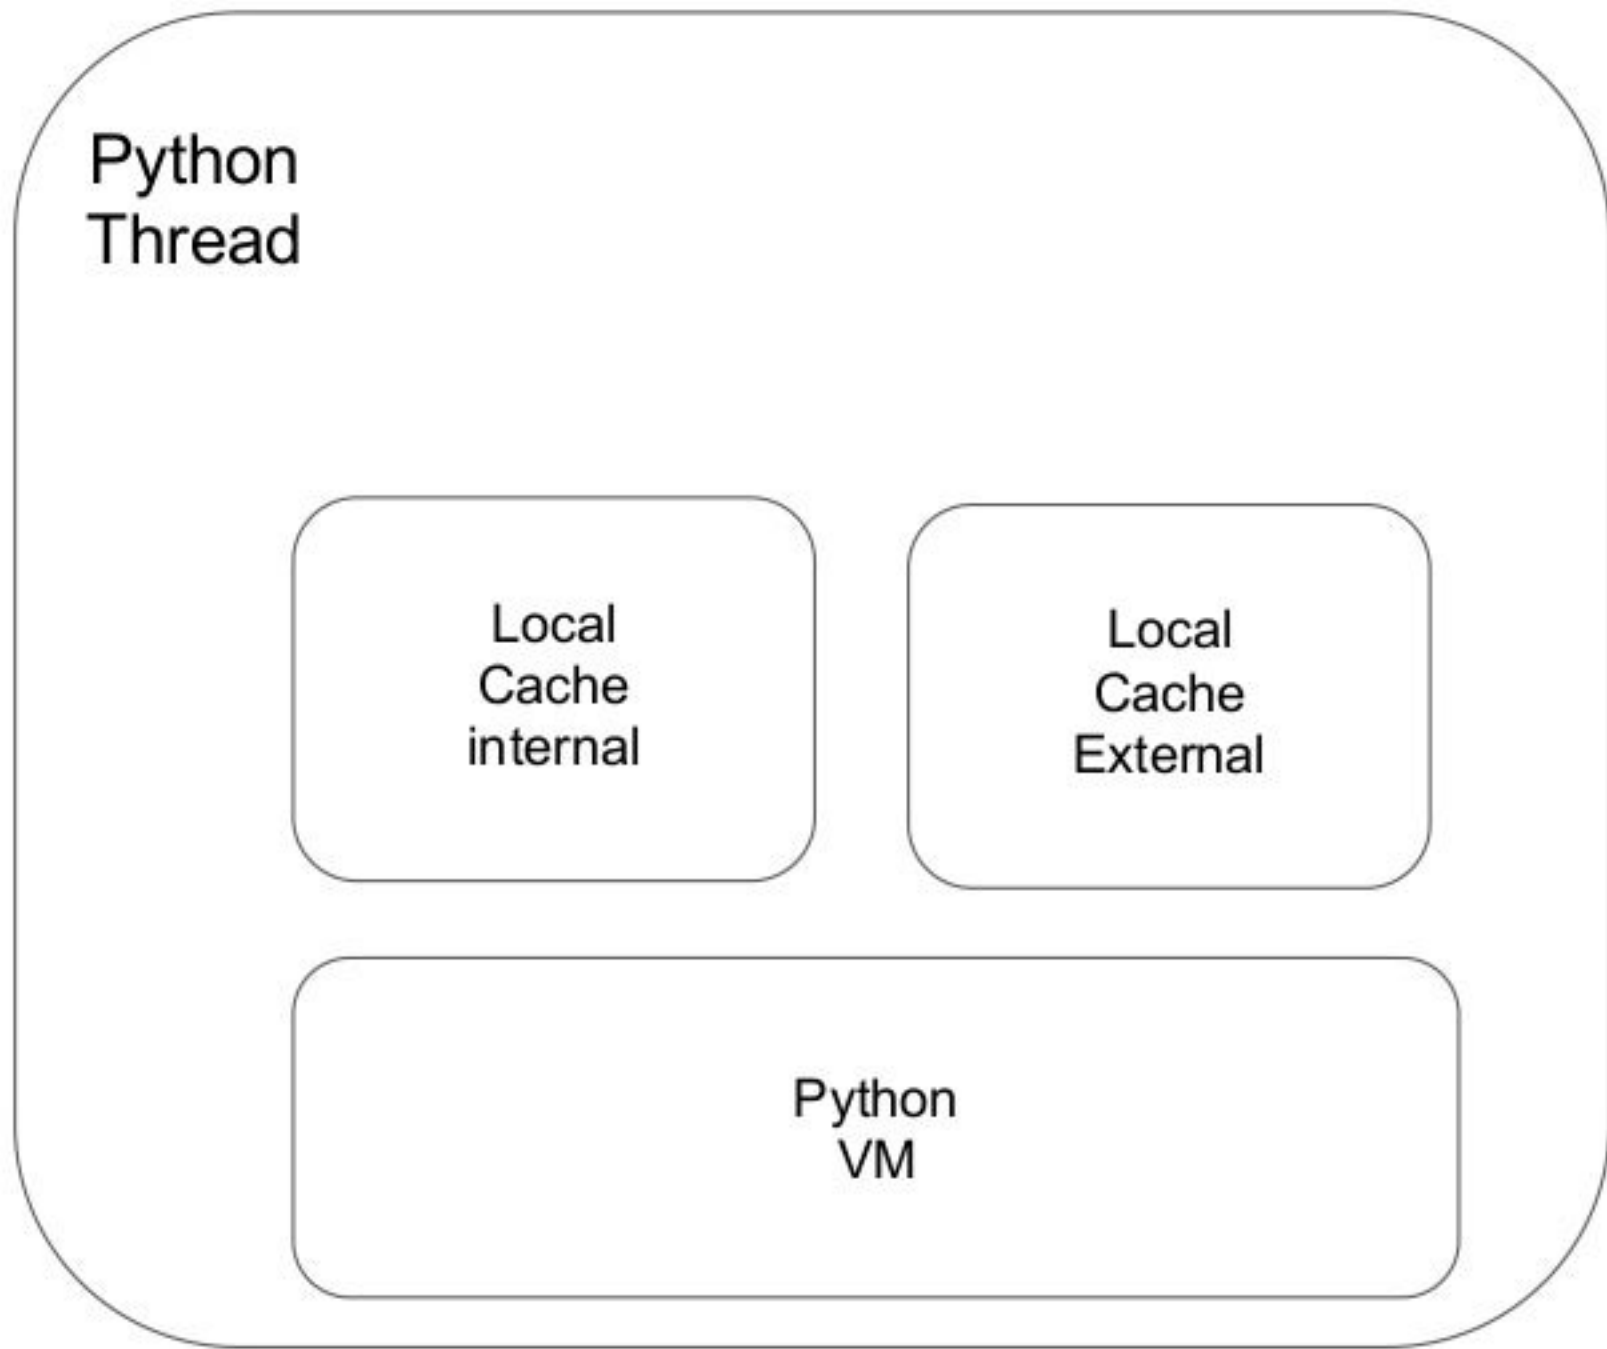 Python
Thread
Local
Cache
internal
Local
Cache
External
Python
VM